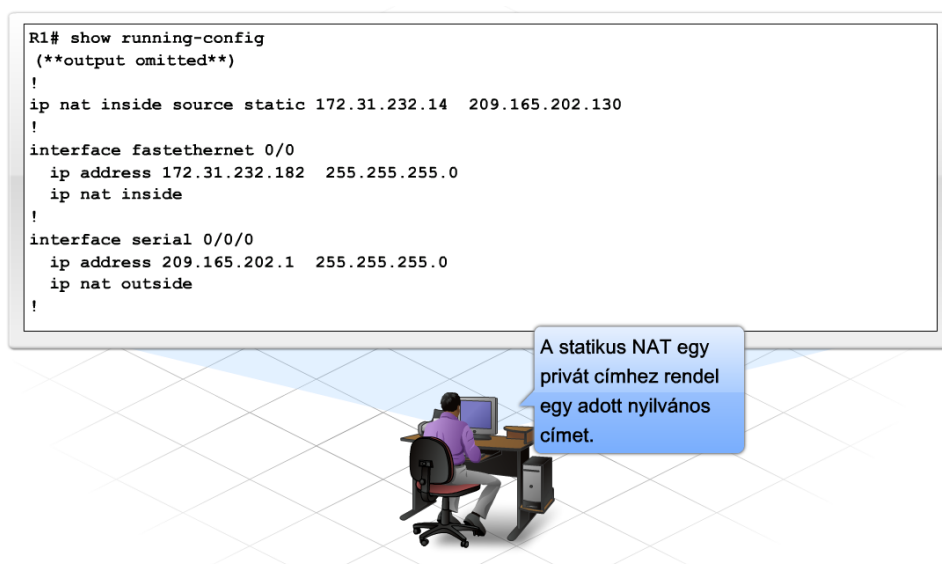 R1# show running-config
(**output omitted**)
!
ip nat inside source static 172.31.232.14  209.165.202.130
!
interface fastethernet 0/0
  ip address 172.31.232.182  255.255.255.0
  ip nat inside
!
interface serial 0/0/0
  ip address 209.165.202.1  255.255.255.0
  ip nat outside
!
A statikus NAT egy
privát címhez rendel
egy adott nyilvános
címet.